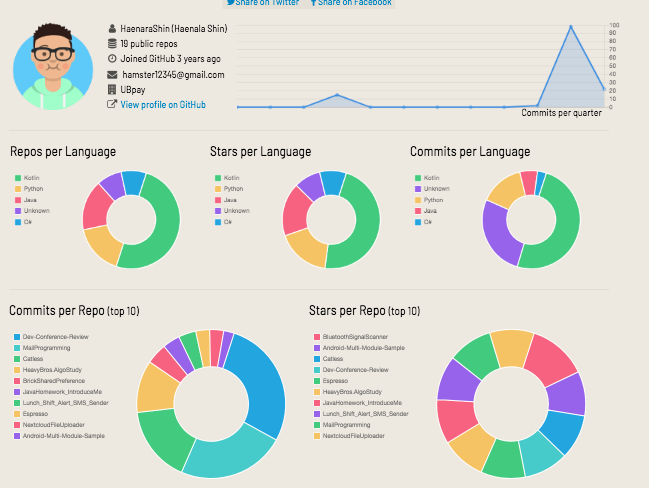 Share on Twitter Share on Facebook
HaenaraShin (Haenala Shin)
19 public repos
Joined GitHub 3 years ago
hamster12345@gmail.com
UBpay
View profile on GitHub
100
90
80
70
60
50
40
30
20
10
0
Commits per quarter
Repos per Language
Kotlin
Python
Java
Unknown
C#
Stars per Language
Kotlin
Python
Java
Unknown
C#
Commits per Language
Kotlin
Unknown
Python
Java
C#
Commits per Repo (top 10)
Dev-Conference-Review
MailProgramming
Catless
HeavyBros.AlgoStudy
BrickSharedPreference
JavaHomework_IntroduceMe
Lunch_Shift_Alert_SMS_Sender
Espresso
NextcloudFileUploader
Android-Multi-Module-Sample
Stars per Repo (top 10)
BluetoothSignalScanner
Android-Multi-Module-Sample
Catless
Dev-Conference-Review
Espresso
HeavyBros.AlgoStudy
JavaHomework_IntroduceMe
Lunch_Shift_Alert_SMS_Sender
MailProgramming
NextcloudFileUploader